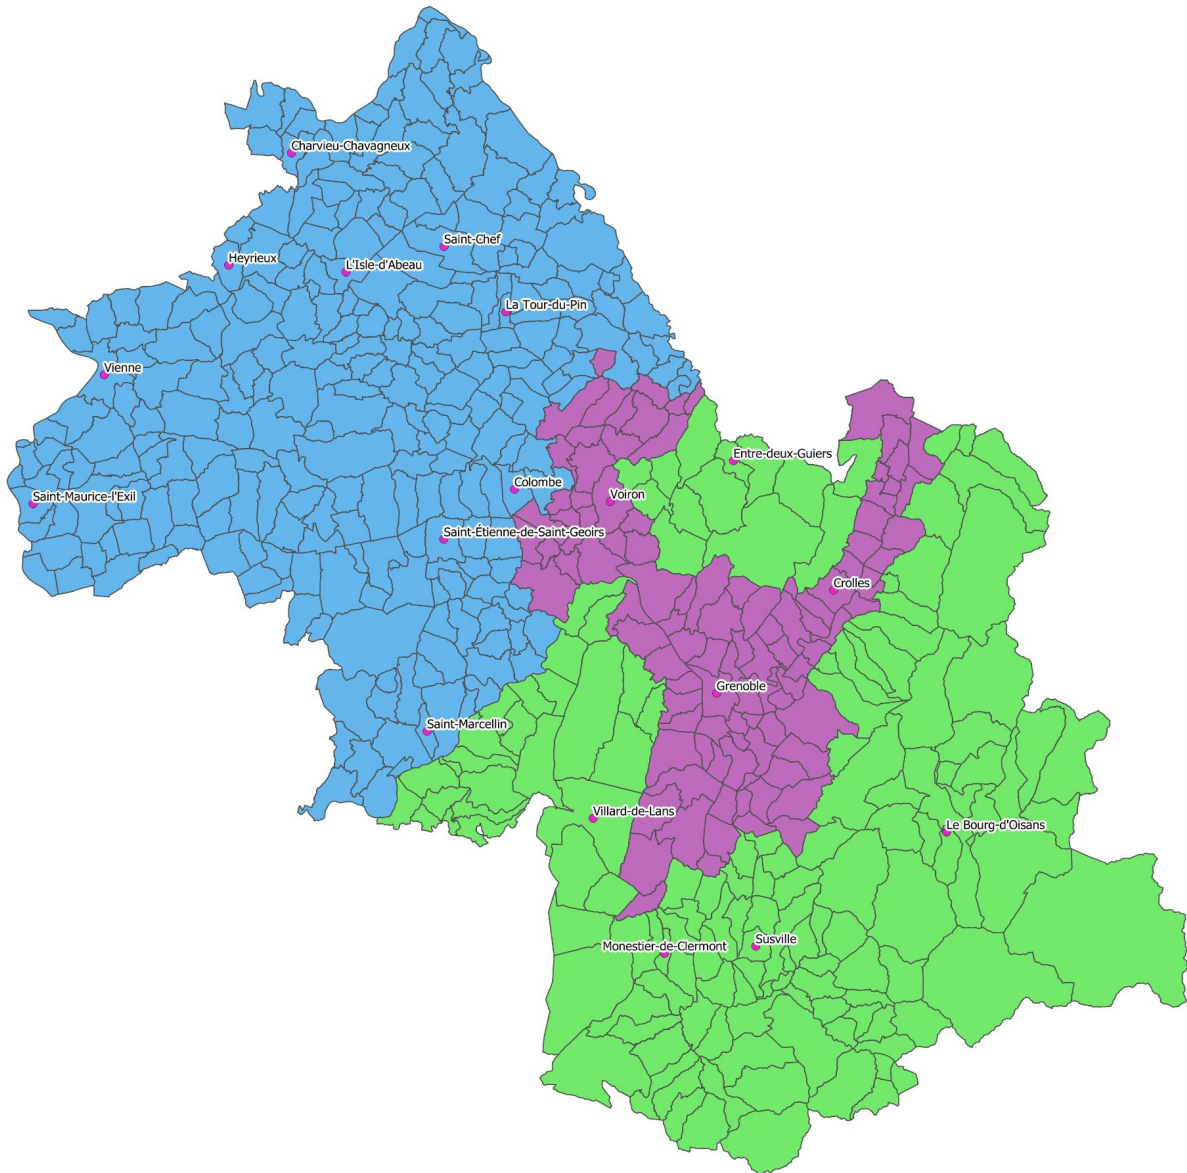 Charvieu-Chavagneux
Saint-Chef
Heyrieux
L'Isle-d'Abeau
La Tour-du-Pin
Vienne
Entre-deux-Guiers
Colombe
Saint-Maurice-l'Exil
Voiron
Saint-Étienne-de-Saint-Geoirs
Crolles
Grenoble
Saint-Marcellin
Villard-de-Lans
Le Bourg-d'Oisans
Susville
Monestier-de-Clermont